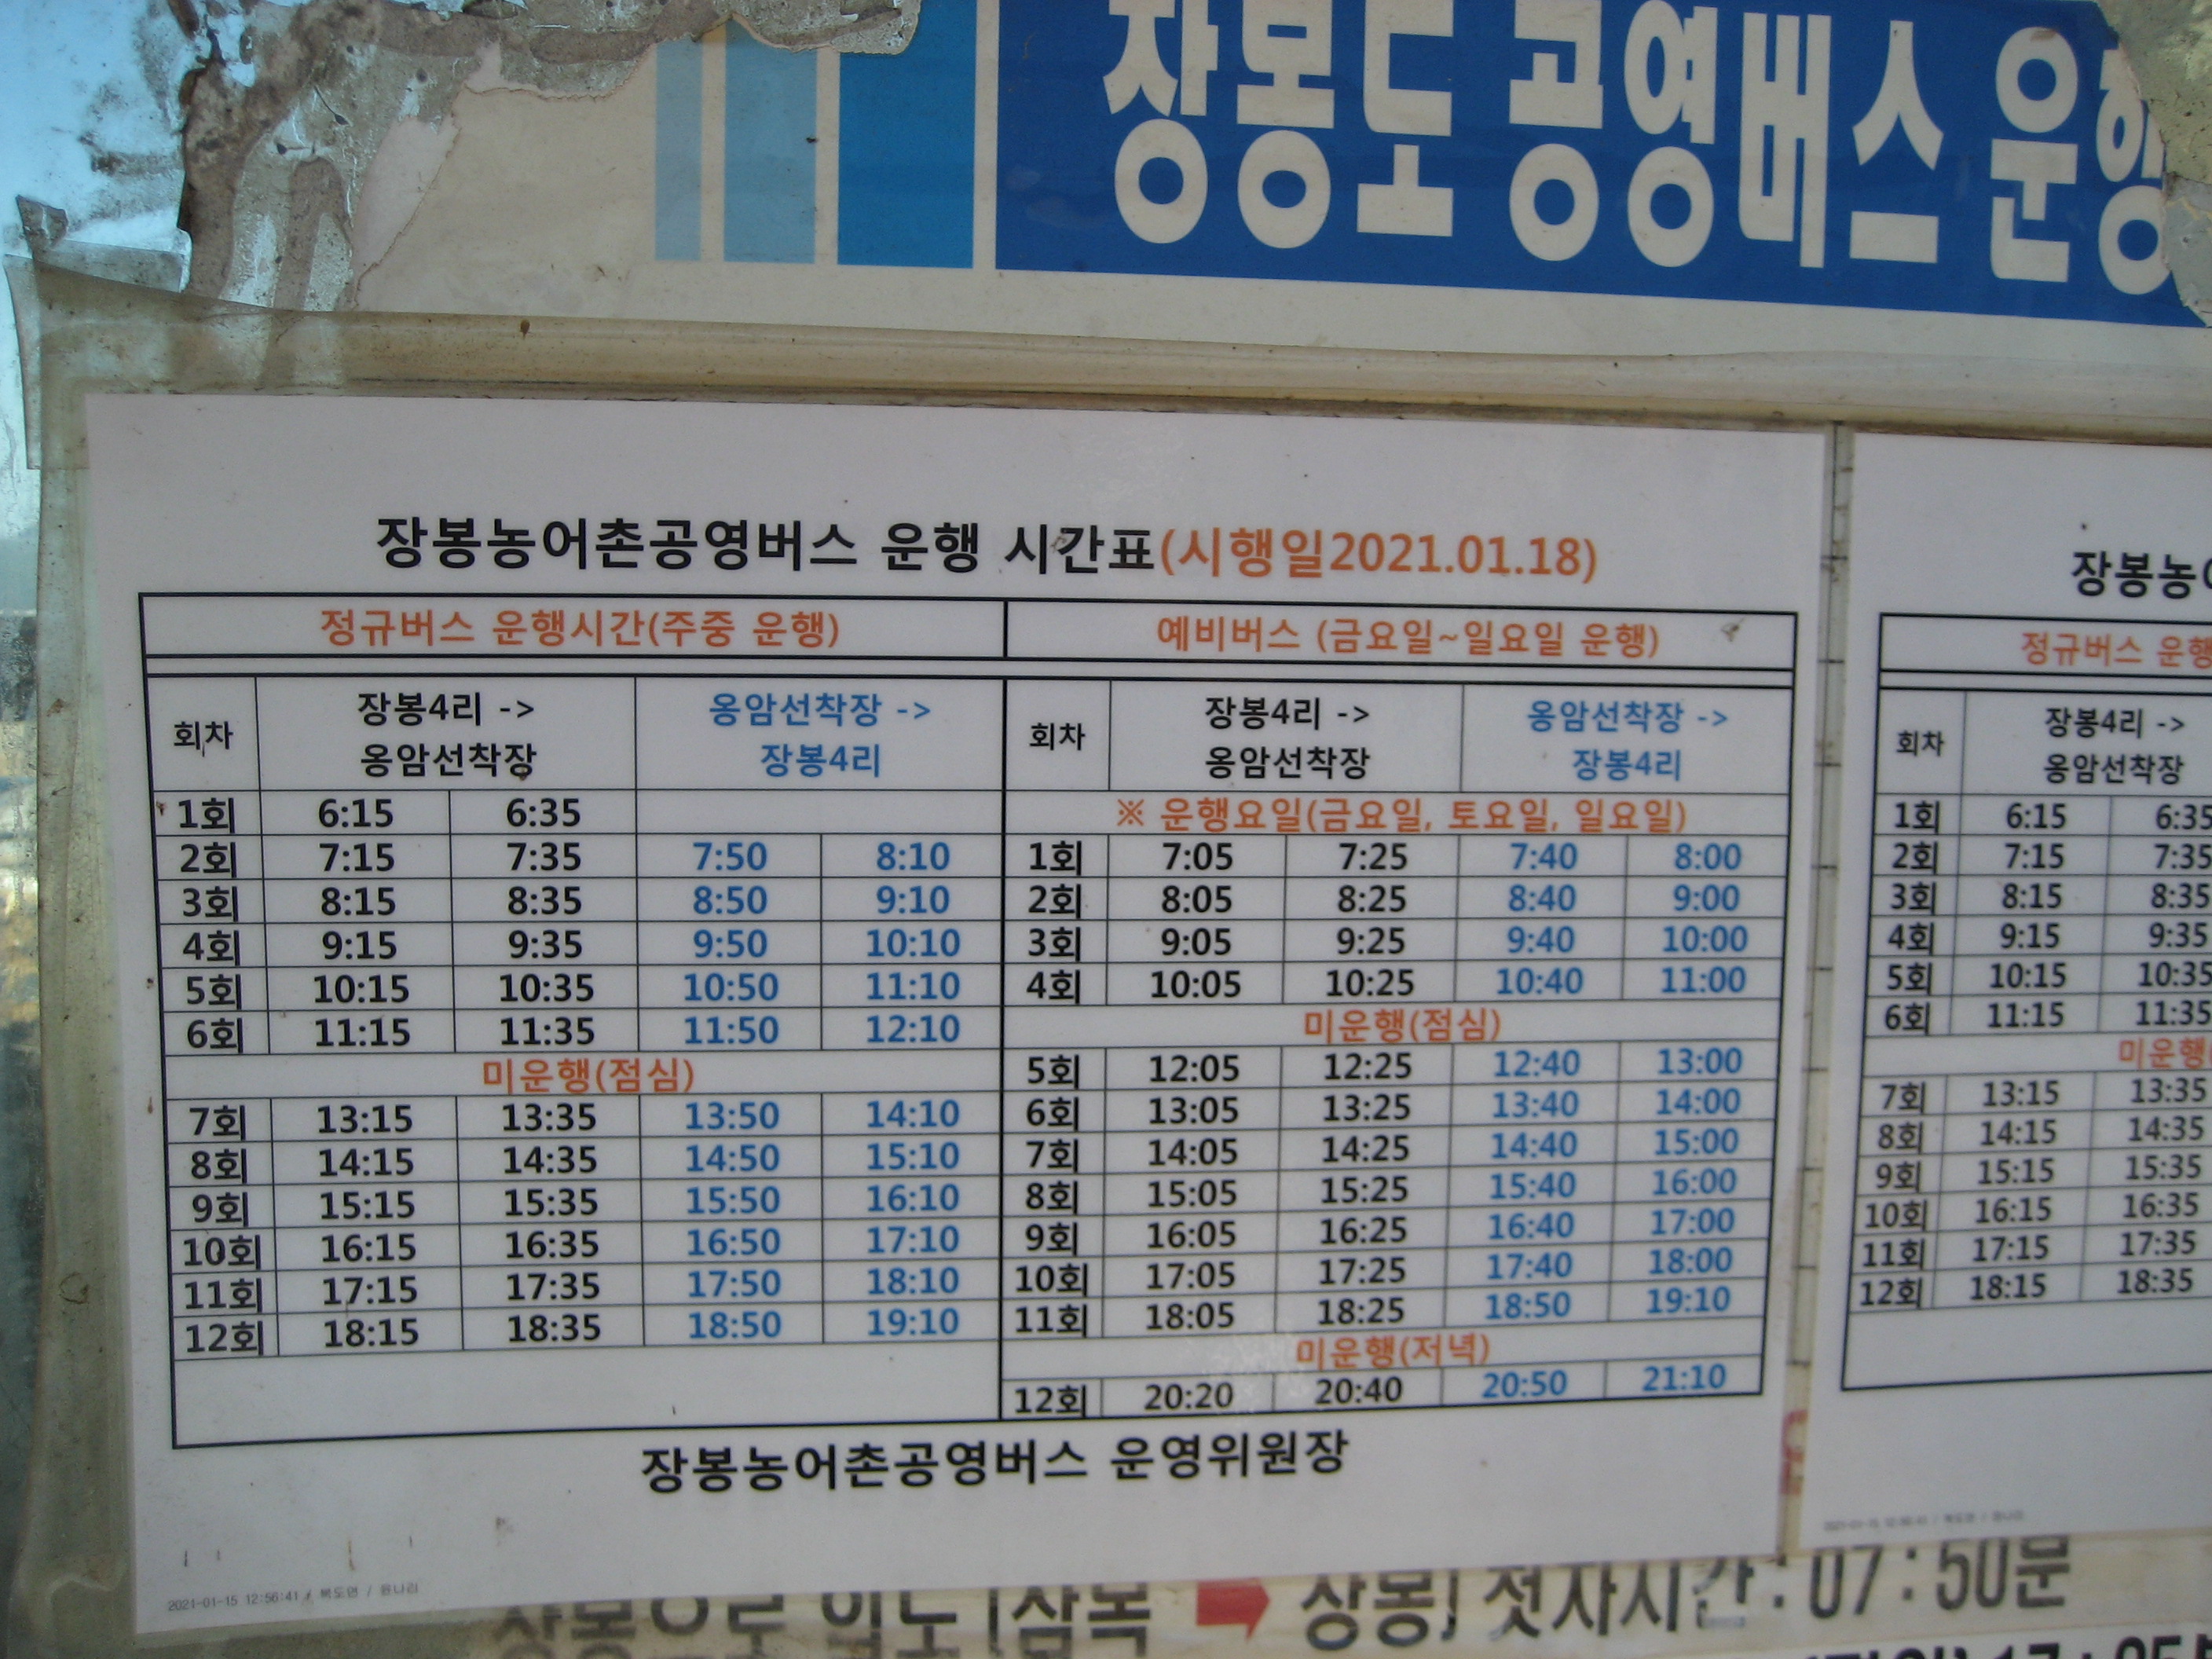 장봉도 공영버스 운행
장봉농어촌공영버스 운행 시간표(시행일2021.01.18)
정규버스 운행시간(주중 운행) 예비버스 (금요일~일요일 운행)
회차 장봉4리 -> 옹암선착장 옹암선착장 -> 장봉4리 회차 장봉4리 -> 옹암선착장 옹암선착장 -> 장봉4리
1회 6:15 6:35 ※ 운행요일(금요일, 토요일, 일요일)
2회 7:15 7:35 7:50 8:10 1회 7:05 7:25 7:40 8:00
3회 8:15 8:35 8:50 9:10 2회 8:05 8:25 8:40 9:00
4회 9:15 9:35 9:50 10:10 3회 9:05 9:25 9:40 10:00
5회 10:15 10:35 10:50 11:10 4회 10:05 10:25 10:40 11:00
6회 11:15 11:35 11:50 12:10 미운행(점심)
미운행(점심) 5회 12:05 12:25 12:40 13:00
7회 13:15 13:35 13:50 14:10 6회 13:05 13:25 13:40 14:00
8회 14:15 14:35 14:50 15:10 7회 14:05 14:25 14:40 15:00
9회 15:15 15:35 15:50 16:10 8회 15:05 15:25 15:40 16:00
10회 16:15 16:35 16:50 17:10 9회 16:05 16:25 16:40 17:00
11회 17:15 17:35 17:50 18:10 10회 17:05 17:25 17:40 18:00
12회 18:15 18:35 18:50 19:10 11회 18:05 18:25 18:50 19:10
미운행(저녁)
12회 20:20 20:40 20:50 21:10
장봉농어촌공영버스 운영위원장
2021-01-15 12:56:41 / 북도면 / 윤나리
장봉농어
정규버스 운행
회차 장봉4리 -> 옹암선착장
1회 6:15 6:35
2회 7:15 7:35
3회 8:15 8:35
4회 9:15 9:35
5회 10:15 10:35
6회 11:15 11:35
미운행
7회 13:15 13:35
8회 14:15 14:35
9회 15:15 15:35
10회 16:15 16:35
11회 17:15 17:35
12회 18:15 18:35
첫자시간 : 07 : 50분